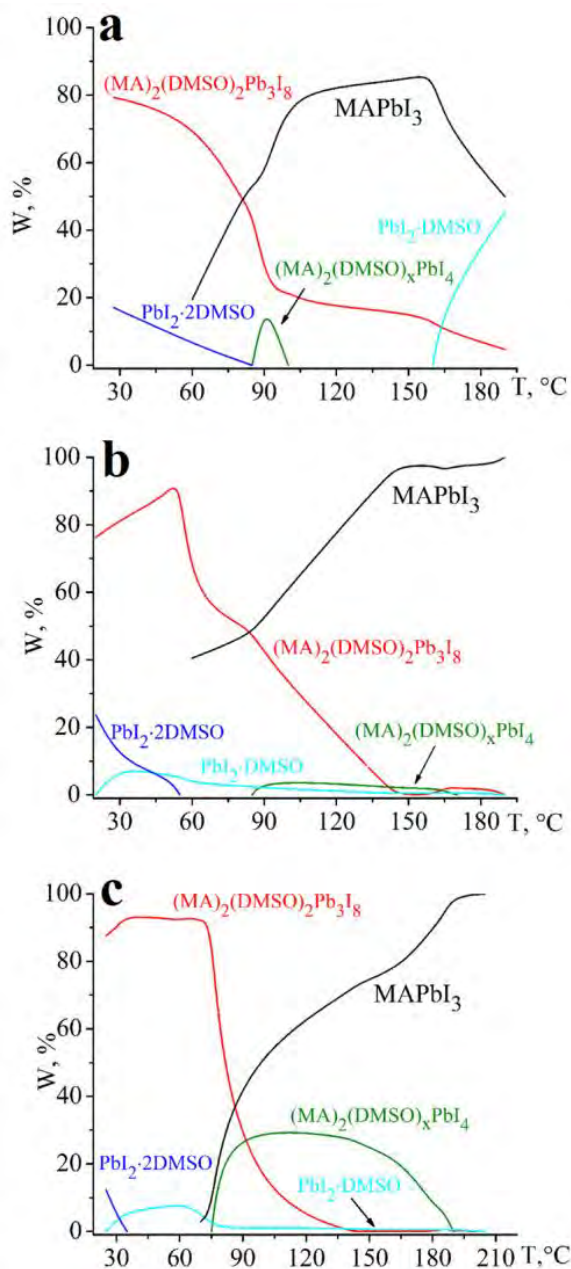 a
100
(MA)₂(DMSO)₂Pb₃I₈
80
MAPbI₃
60
W, %
40
PbI₂·DMSO
(MA)₂(DMSO)ₓPbI₄
20
PbI₂·2DMSO
0
30 60 90 120 150 180 T, °C
b
100
MAPbI₃
80
60
W, %
(MA)₂(DMSO)₂Pb₃I₈
40
20
(MA)₂(DMSO)ₓPbI₄
PbI₂·2DMSO
PbI₂·DMSO
0
30 60 90 120 150 180 T, °C
c
100
(MA)₂(DMSO)₂Pb₃I₈
80
MAPbI₃
60
W, %
40
(MA)₂(DMSO)ₓPbI₄
20
PbI₂·2DMSO
PbI₂·DMSO
0
30 60 90 120 150 180 210 T,°C